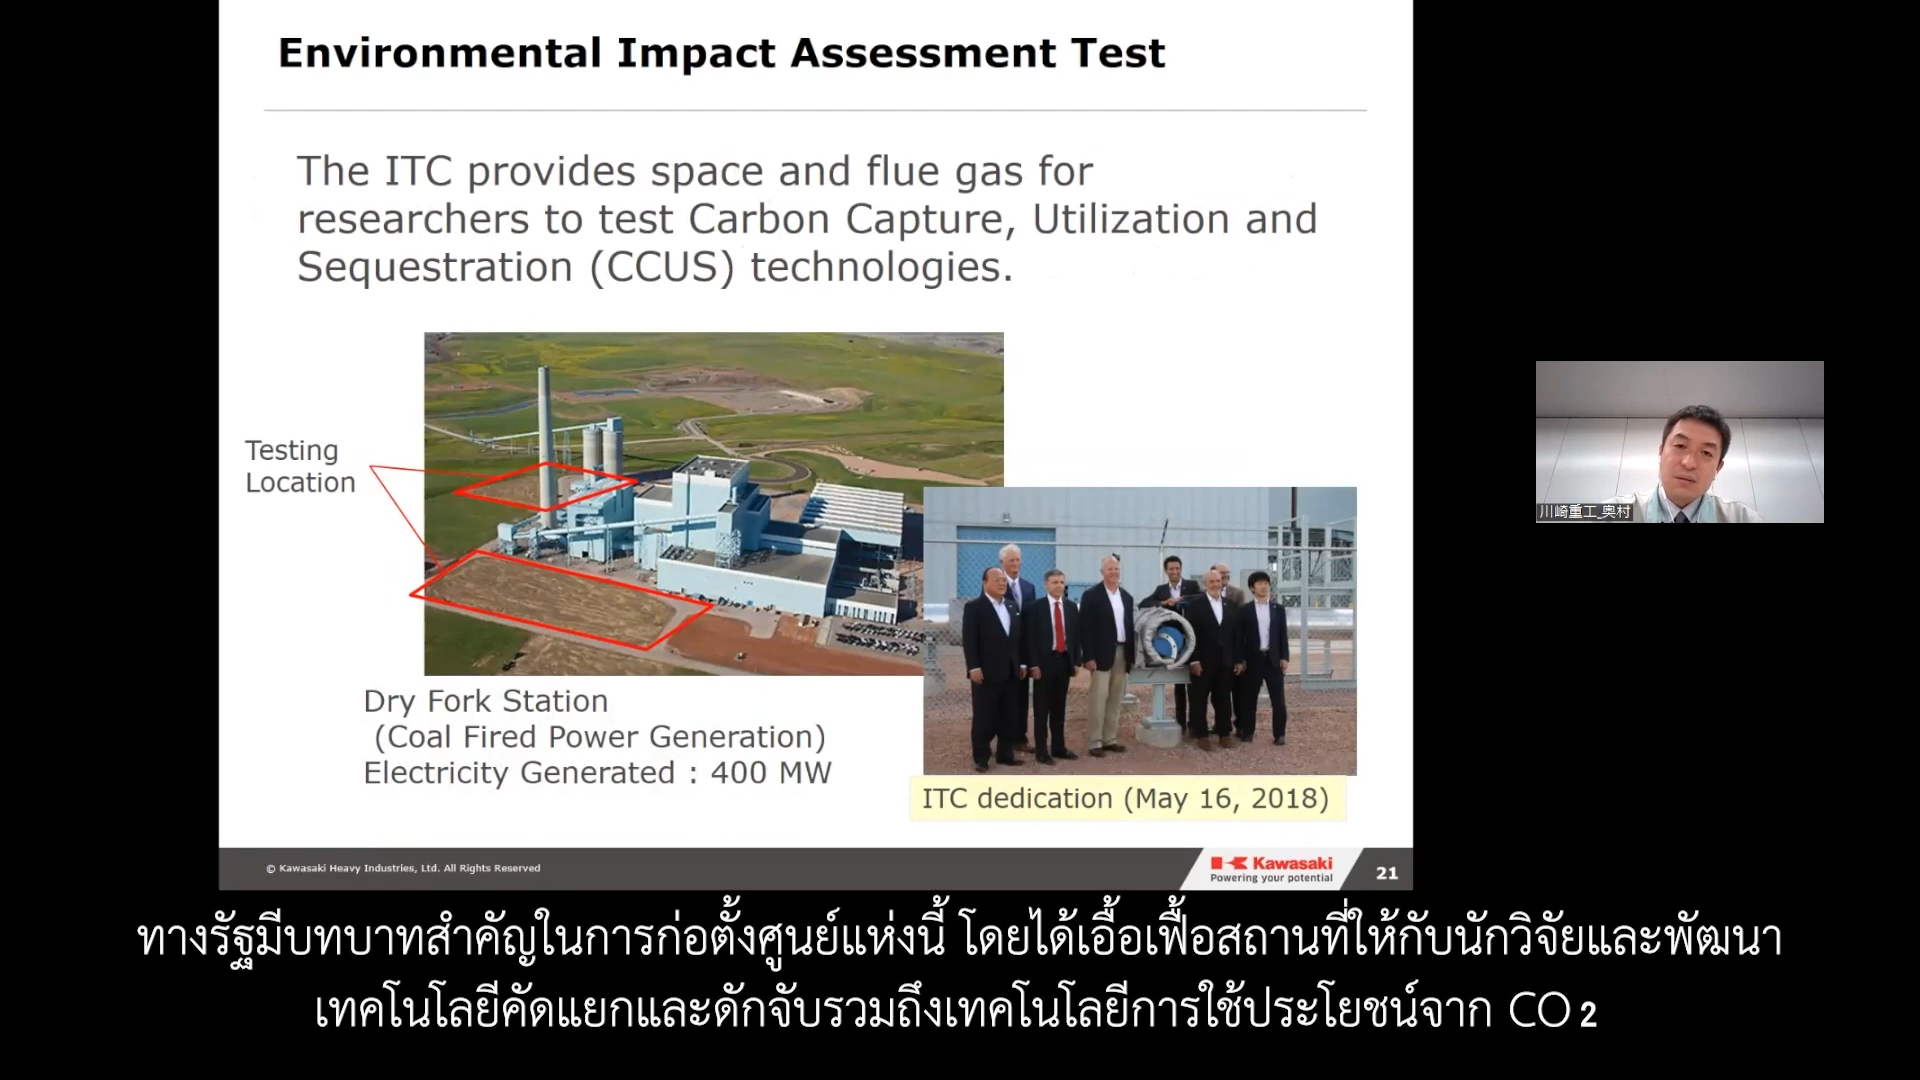 Environmental Impact Assessment Test
The ITC provides space and flue gas for
researchers to test Carbon Capture, Utilization and
Sequestration (CCUS) technologies.
Testing
Location
Dry Fork Station
(Coal Fired Power Generation)
Electricity Generated : 400 MW
ITC dedication (May 16, 2018)
川崎重工_奥村
© Kawasaki Heavy Industries, Ltd. All Rights Reserved
Kawasaki
Powering your potential
21
ทางรัฐมีบทบาทสำคัญในการก่อตั้งศูนย์แห่งนี้ โดยได้เอื้อเฟื้อสถานที่ให้กับนักวิจัยและพัฒนา
เทคโนโลยีคัดแยกและดักจับรวมถึงเทคโนโลยีการใช้ประโยชน์จาก CO2